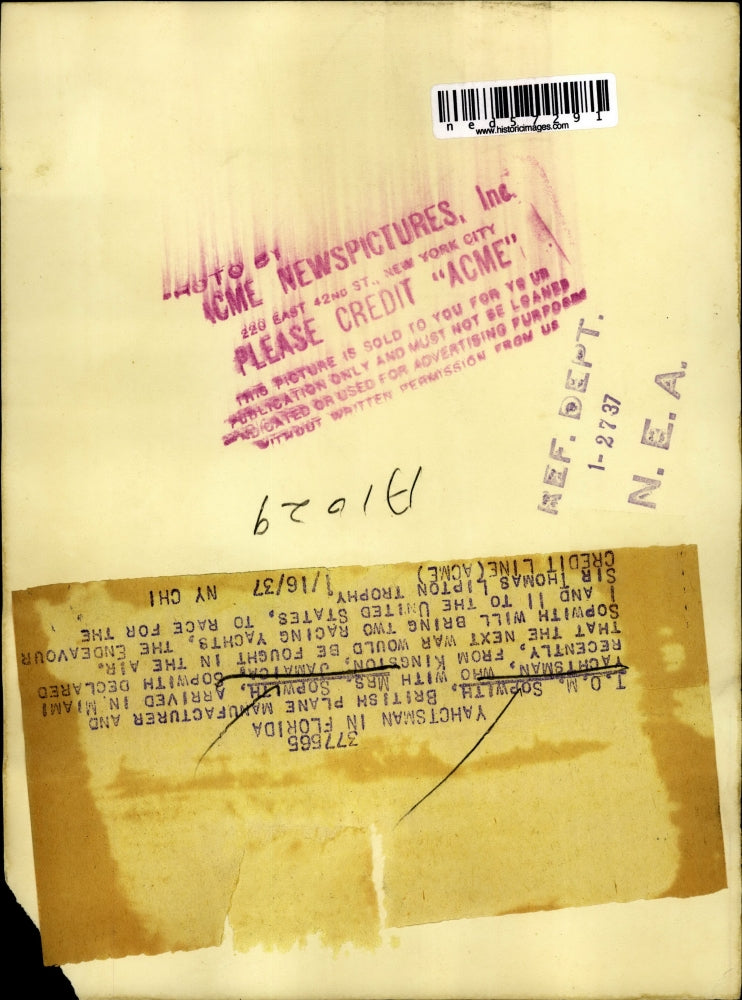 ned57291
www.historicimages.com
PHOTO BY
ACME NEWSPICTURES, Inc.
220 EAST 42ND ST., NEW YORK CITY
PLEASE CREDIT "ACME"
THIS PICTURE IS SOLD TO YOU FOR YOUR
PUBLICATION ONLY AND MUST NOT BE LOANED
SYNDICATED OR USED FOR ADVERTISING PURPOSES
WITHOUT WRITTEN PERMISSION FROM US
REF. DEPT.
1-27 37
N. E. A.
A1029
377565
YAHCTSMAN IN FLORIDA
T.O.M. SOPWITH, BRITISH PLANE MANUFACTURER AND
YACHTSMAN, WHO WITH MRS. SOPWITH, ARRIVED IN MIAMI
RECENTLY, FROM KINGSTON, JAMAICA. SOPWITH DECLARED
THAT THE NEXT WAR WOULD BE FOUGHT IN THE AIR.
SOPWITH WILL BRING TWO RACING YACHTS, THE ENDEAVOUR
I AND II TO THE UNITED STATES, TO RACE FOR THE
SIR THOMAS LIPTON TROPHY
CREDIT LINE(ACME) 1/16/37 NY CHI